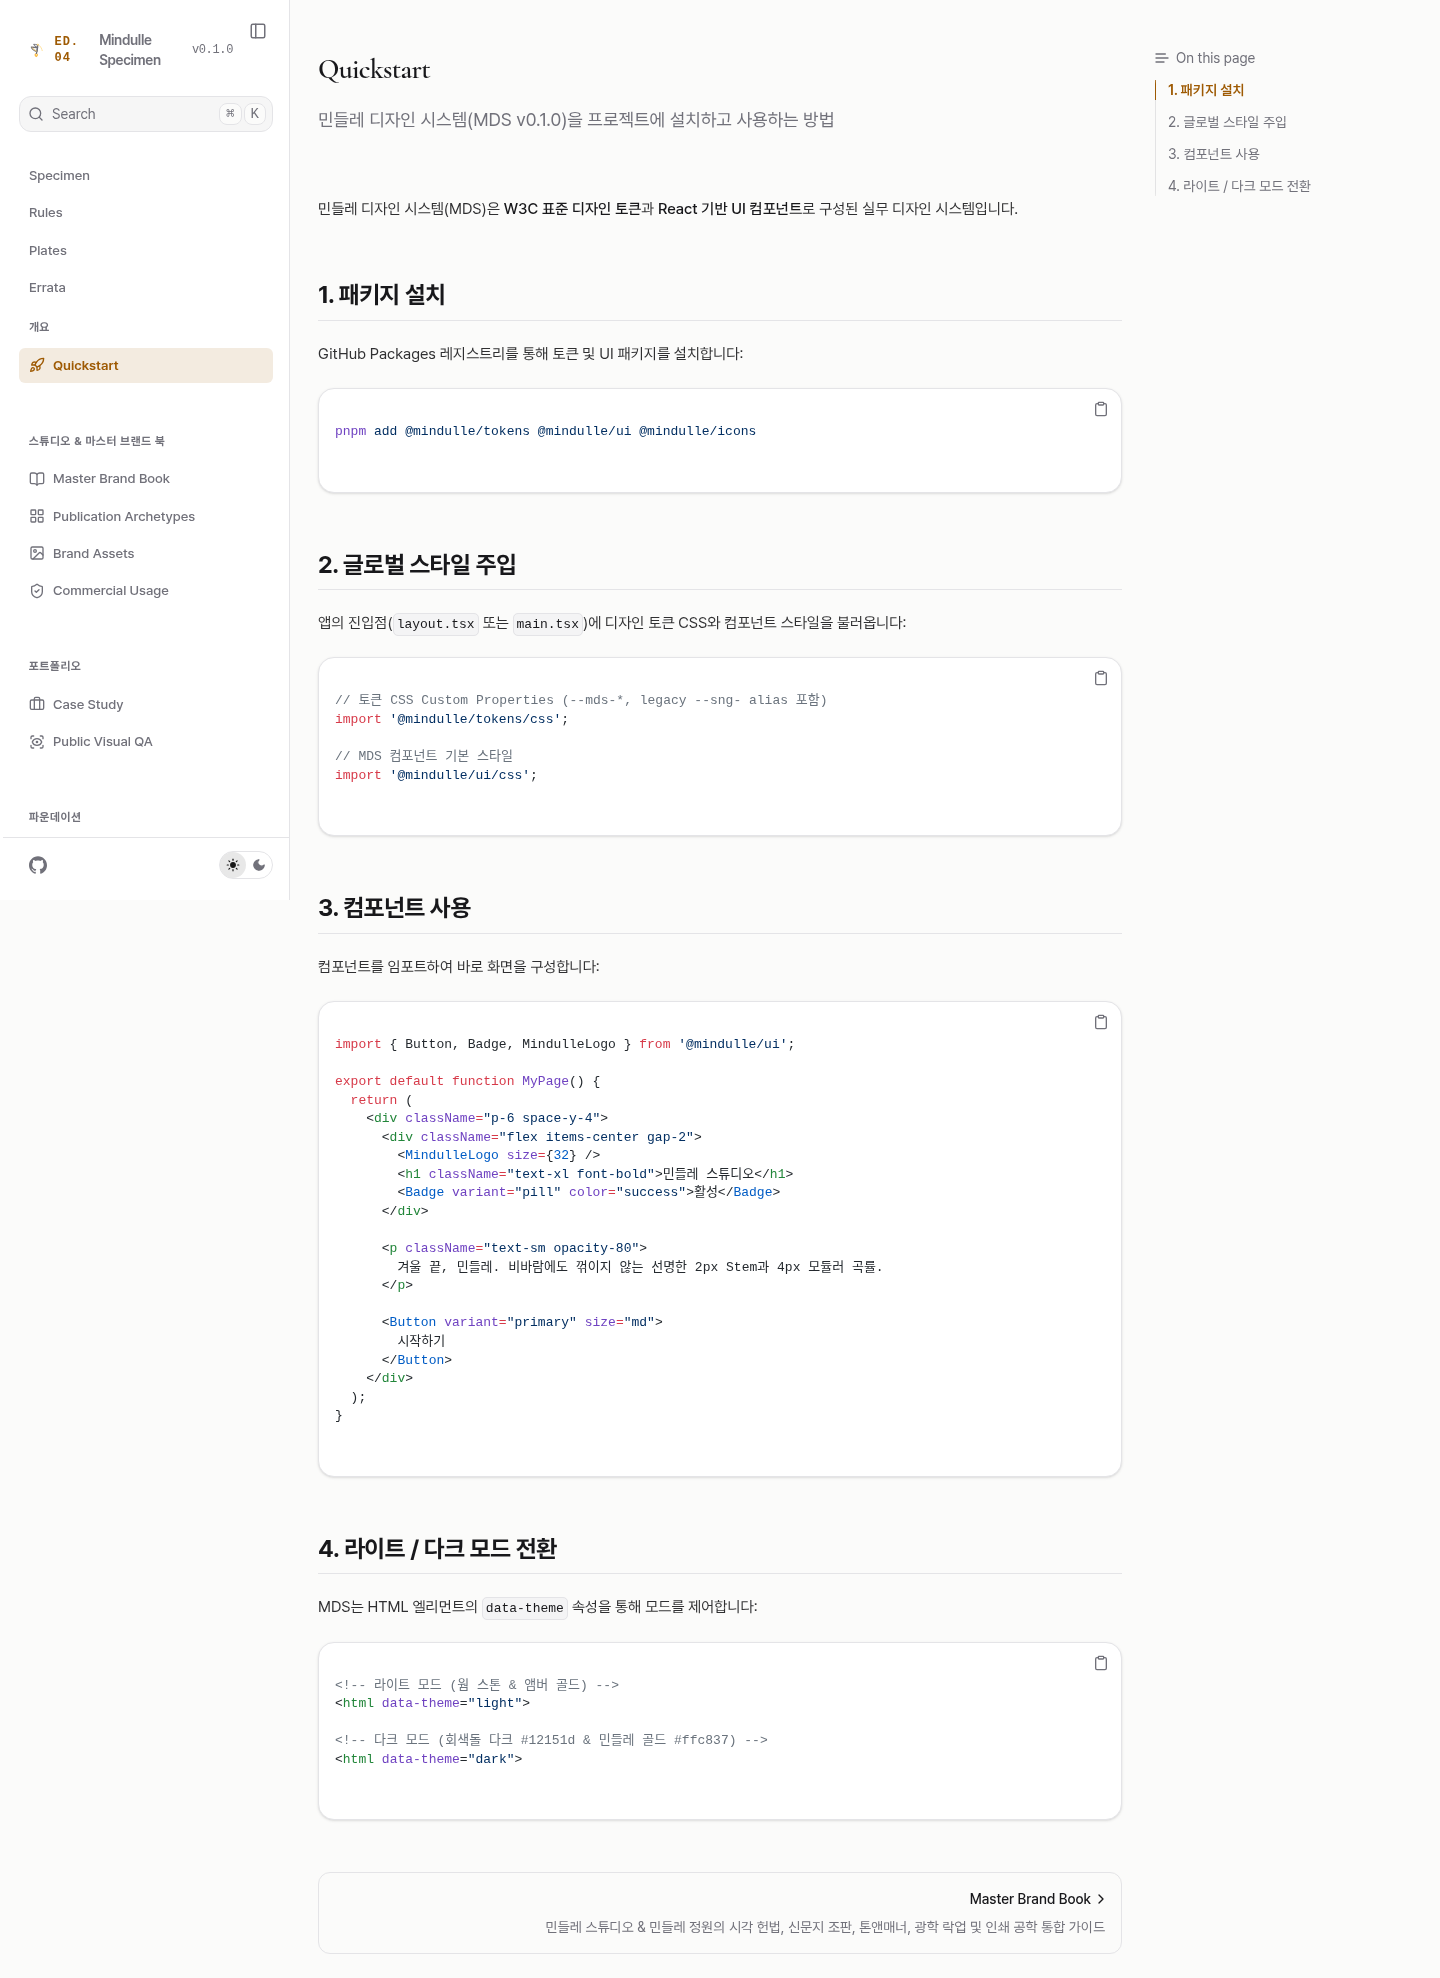 ED.
04
Mindulle
Specimen
v0.1.0
Search
⌘ K
Specimen
Rules
Plates
Errata
개요
Quickstart
스튜디오 & 마스터 브랜드 북
Master Brand Book
Publication Archetypes
Brand Assets
Commercial Usage
포트폴리오
Case Study
Public Visual QA
파운데이션
Quickstart
민들레 디자인 시스템(MDS v0.1.0)을 프로젝트에 설치하고 사용하는 방법
민들레 디자인 시스템(MDS)은 W3C 표준 디자인 토큰과 React 기반 UI 컴포넌트로 구성된 실무 디자인 시스템입니다.
1. 패키지 설치
GitHub Packages 레지스트리를 통해 토큰 및 UI 패키지를 설치합니다:
pnpm add @mindulle/tokens @mindulle/ui @mindulle/icons
2. 글로벌 스타일 주입
앱의 진입점(layout.tsx 또는 main.tsx)에 디자인 토큰 CSS와 컴포넌트 스타일을 불러옵니다:
// 토큰 CSS Custom Properties (--mds-*, legacy --sng- alias 포함)
import '@mindulle/tokens/css';
// MDS 컴포넌트 기본 스타일
import '@mindulle/ui/css';
3. 컴포넌트 사용
컴포넌트를 임포트하여 바로 화면을 구성합니다:
import { Button, Badge, MindulleLogo } from '@mindulle/ui';
export default function MyPage() {
  return (
    <div className="p-6 space-y-4">
      <div className="flex items-center gap-2">
        <MindulleLogo size={32} />
        <h1 className="text-xl font-bold">민들레 스튜디오</h1>
        <Badge variant="pill" color="success">활성</Badge>
      </div>
      <p className="text-sm opacity-80">
        겨울 끝, 민들레. 비바람에도 꺾이지 않는 선명한 2px Stem과 4px 모듈러 곡률.
      </p>
      <Button variant="primary" size="md">
        시작하기
      </Button>
    </div>
  );
}
4. 라이트 / 다크 모드 전환
MDS는 HTML 엘리먼트의 data-theme 속성을 통해 모드를 제어합니다:
<!-- 라이트 모드 (웜 스톤 & 앰버 골드) -->
<html data-theme="light">
<!-- 다크 모드 (회색돌 다크 #12151d & 민들레 골드 #ffc837) -->
<html data-theme="dark">
Master Brand Book
민들레 스튜디오 & 민들레 정원의 시각 헌법, 신문지 조판, 톤앤매너, 광학 락업 및 인쇄 공학 통합 가이드
On this page
1. 패키지 설치
2. 글로벌 스타일 주입
3. 컴포넌트 사용
4. 라이트 / 다크 모드 전환